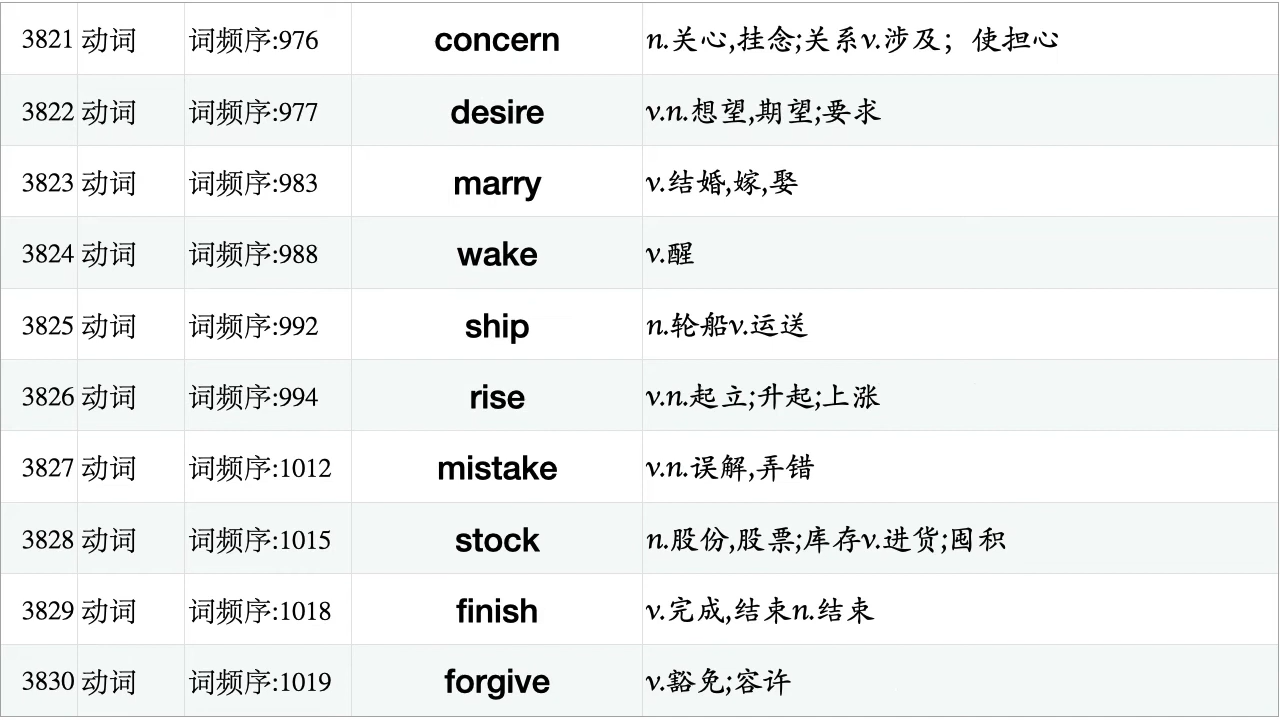 3821 动词 词频序:976 concern n.关心,挂念;关系v.涉及；使担心
3822 动词 词频序:977 desire v.n.想望,期望;要求
3823 动词 词频序:983 marry v.结婚,嫁,娶
3824 动词 词频序:988 wake v.醒
3825 动词 词频序:992 ship n.轮船v.运送
3826 动词 词频序:994 rise v.n.起立;升起;上涨
3827 动词 词频序:1012 mistake v.n.误解,弄错
3828 动词 词频序:1015 stock n.股份,股票;库存v.进货;囤积
3829 动词 词频序:1018 finish v.完成,结束n.结束
3830 动词 词频序:1019 forgive v.豁免;容许